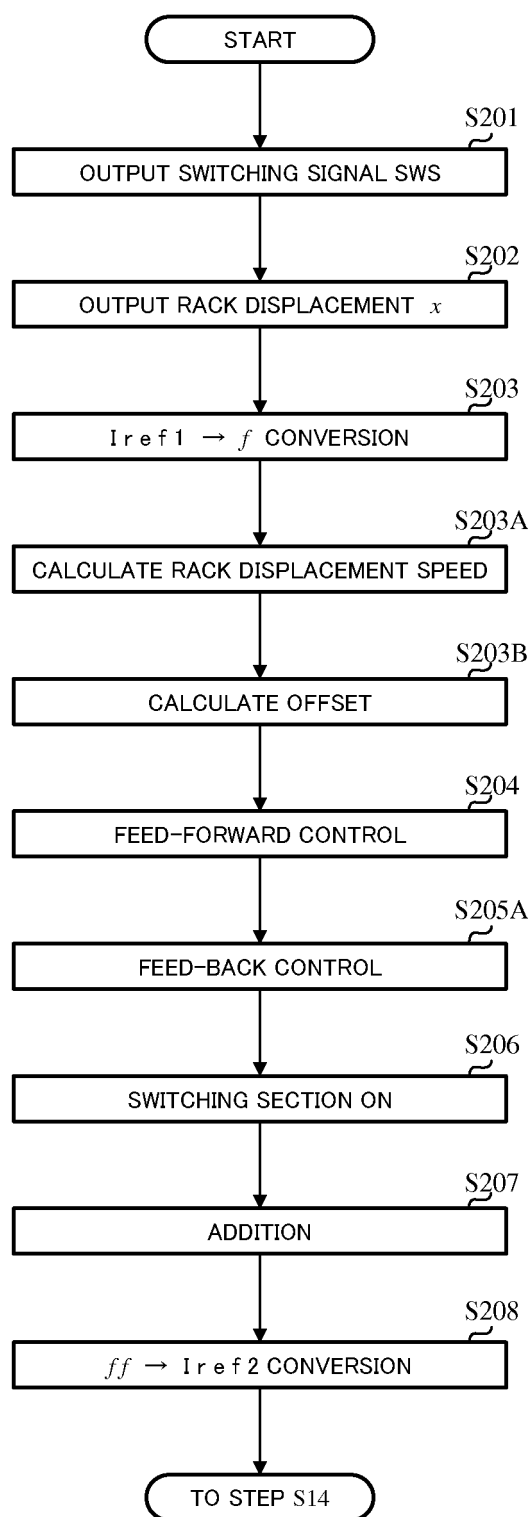 START
S201
OUTPUT SWITCHING SIGNAL SWS
S202
OUTPUT RACK DISPLACEMENT x
S203
Iref1 → f CONVERSION
S203A
CALCULATE RACK DISPLACEMENT SPEED
S203B
CALCULATE OFFSET
S204
FEED-FORWARD CONTROL
S205A
FEED-BACK CONTROL
S206
SWITCHING SECTION ON
S207
ADDITION
S208
ff → Iref2 CONVERSION
TO STEP S14